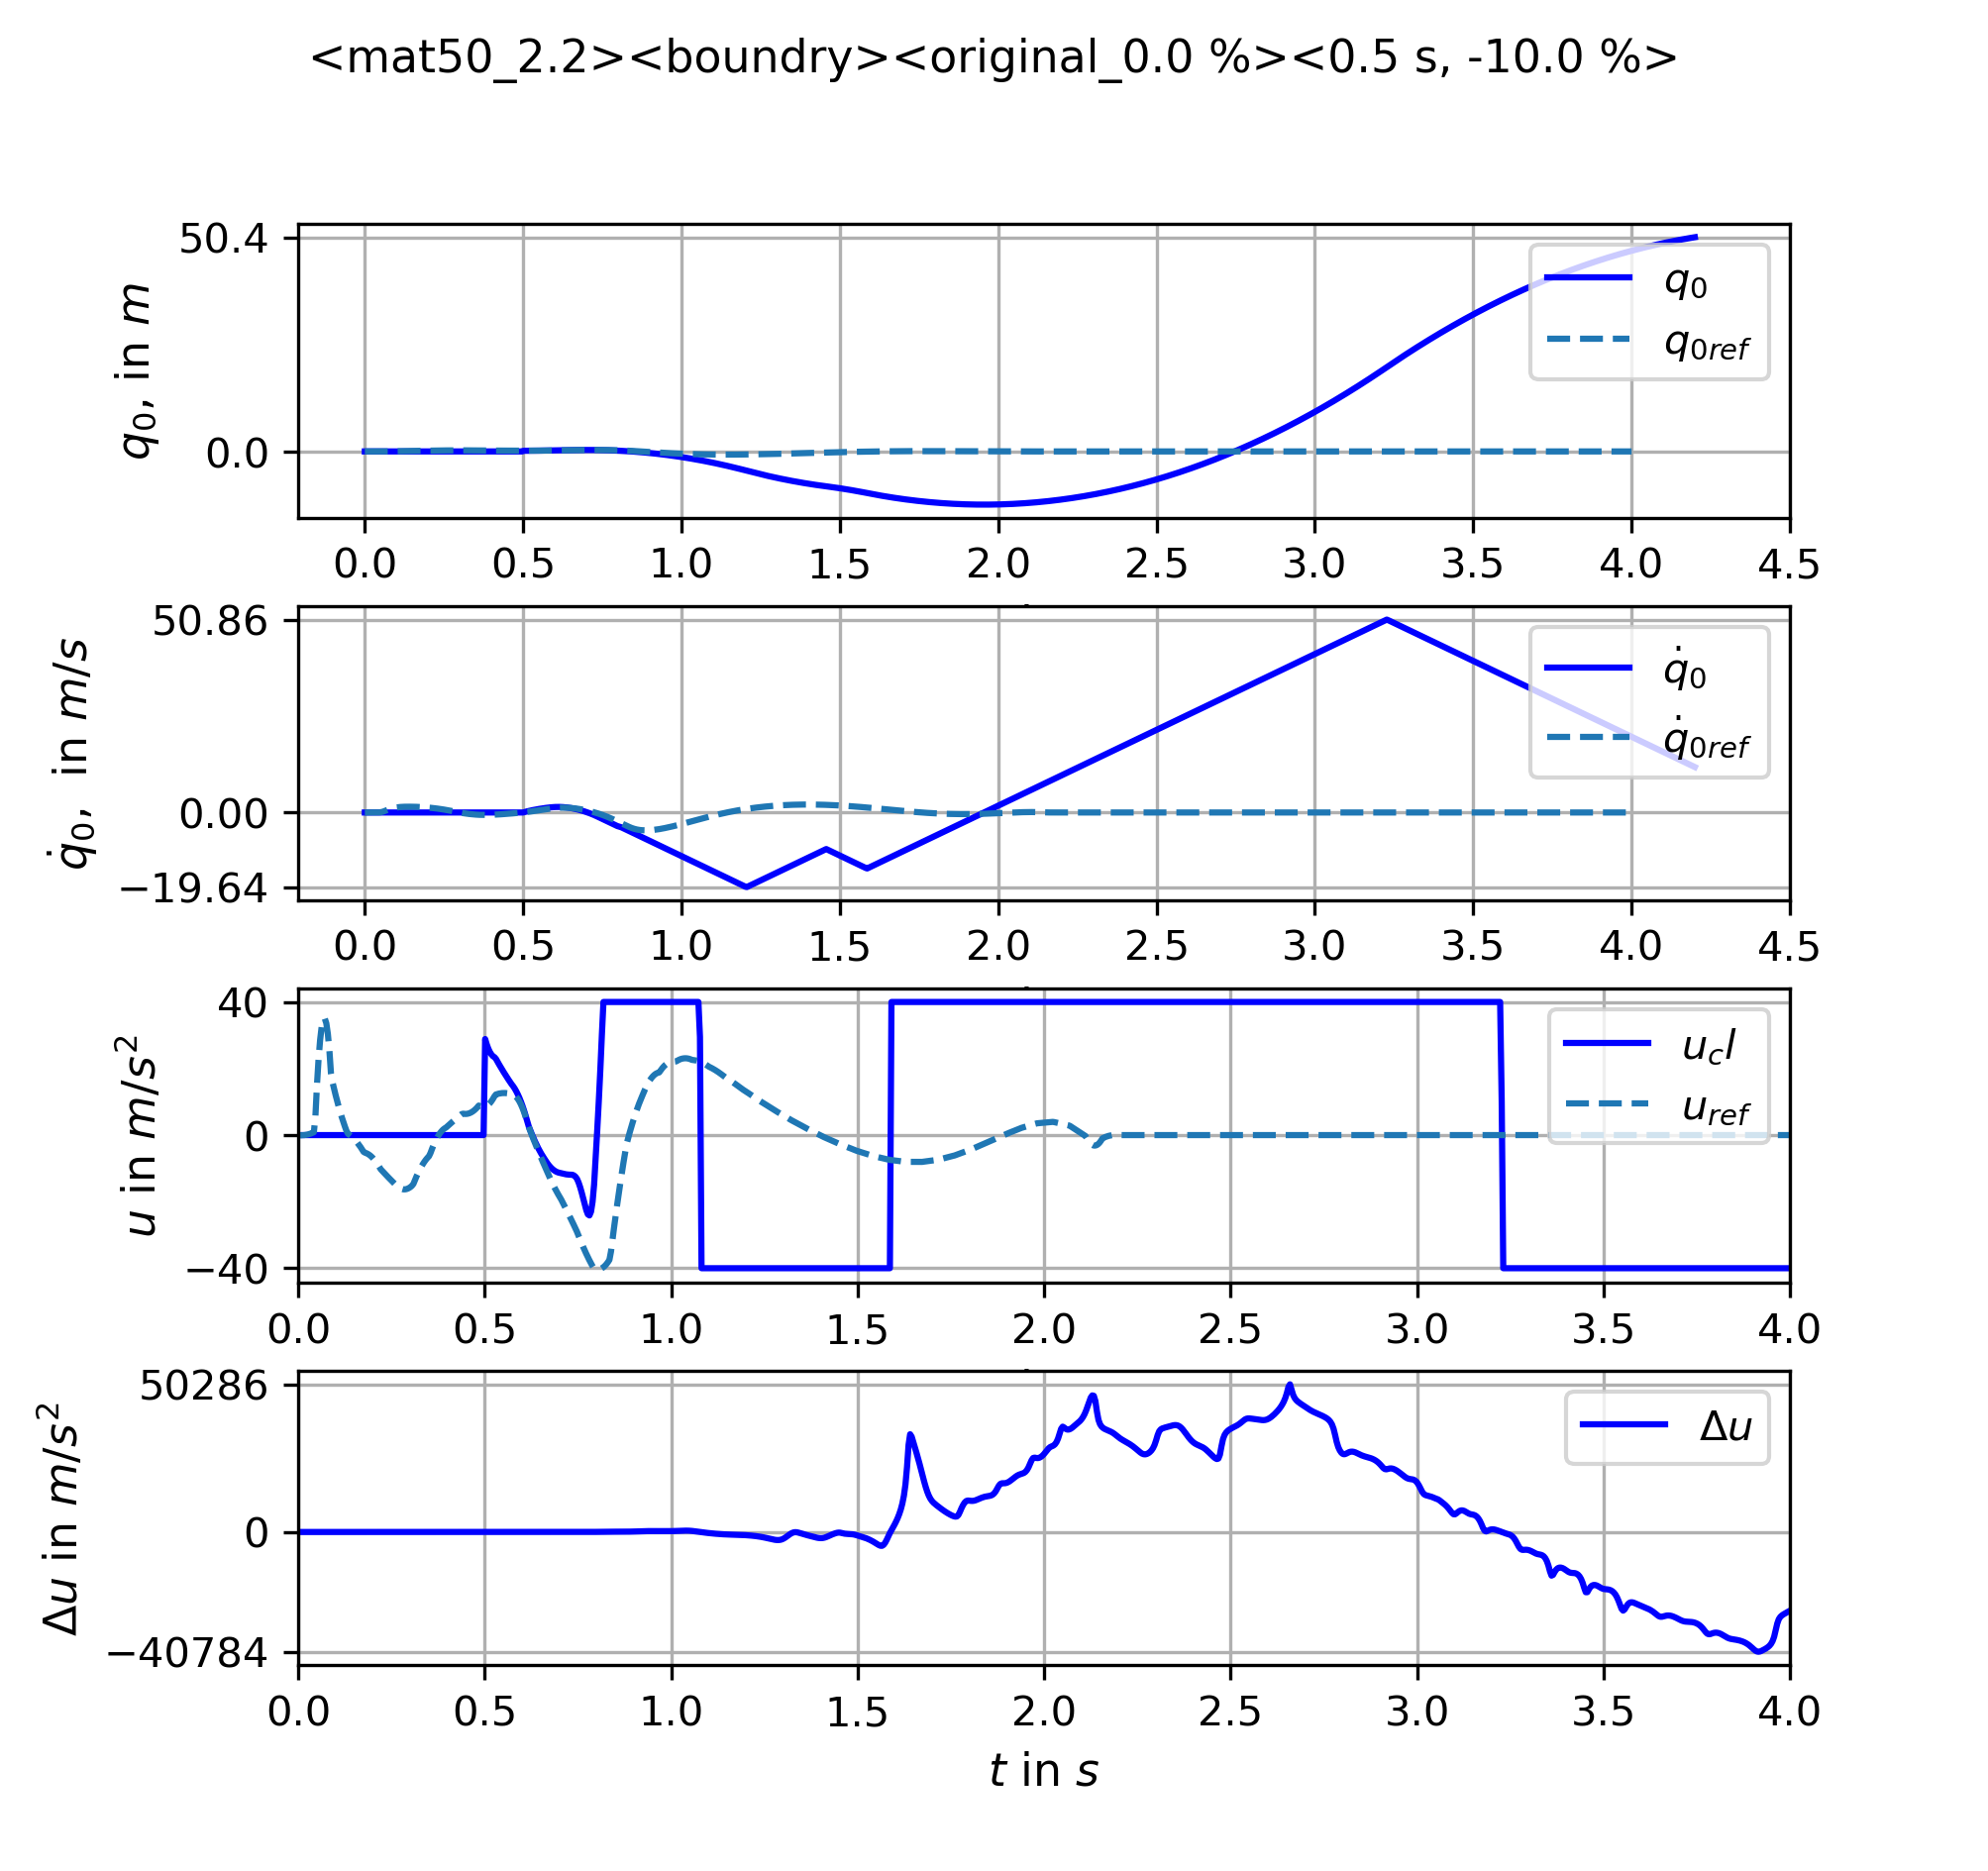 <mat50_2.2><boundry><original_0.0 %><0.5 s, -10.0 %>
q₀, in m
50.4
0.0
q₀
q₀ref
0.0 0.5 1.0 1.5 2.0 2.5 3.0 3.5 4.0 4.5
q̇₀, in m/s
50.86
0.00
−19.64
q̇₀
q̇₀ref
0.0 0.5 1.0 1.5 2.0 2.5 3.0 3.5 4.0 4.5
u in m/s²
40
0
−40
u_cl
u_ref
0.0 0.5 1.0 1.5 2.0 2.5 3.0 3.5 4.0
Δu in m/s²
50286
0
−40784
Δu
0.0 0.5 1.0 1.5 2.0 2.5 3.0 3.5 4.0
t in s